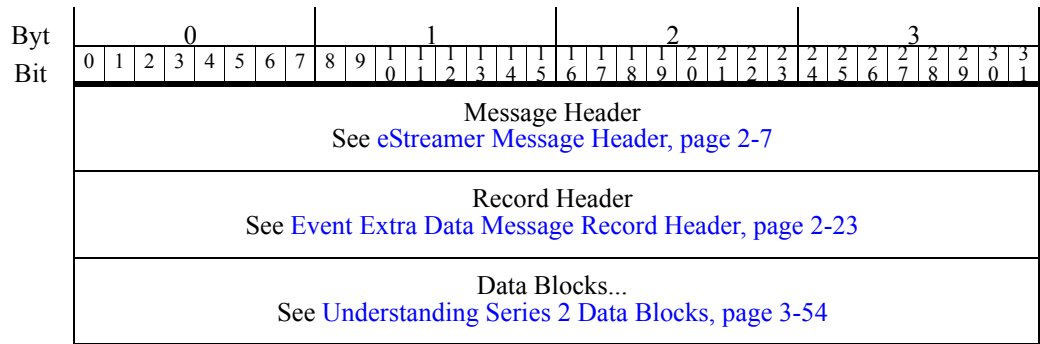 Byt 0 1 2 3
Bit 0 1 2 3 4 5 6 7 8 9 10 11 12 13 14 15 16 17 18 19 20 21 22 23 24 25 26 27 28 29 30 31
Message Header
See eStreamer Message Header, page 2-7
Record Header
See Event Extra Data Message Record Header, page 2-23
Data Blocks...
See Understanding Series 2 Data Blocks, page 3-54